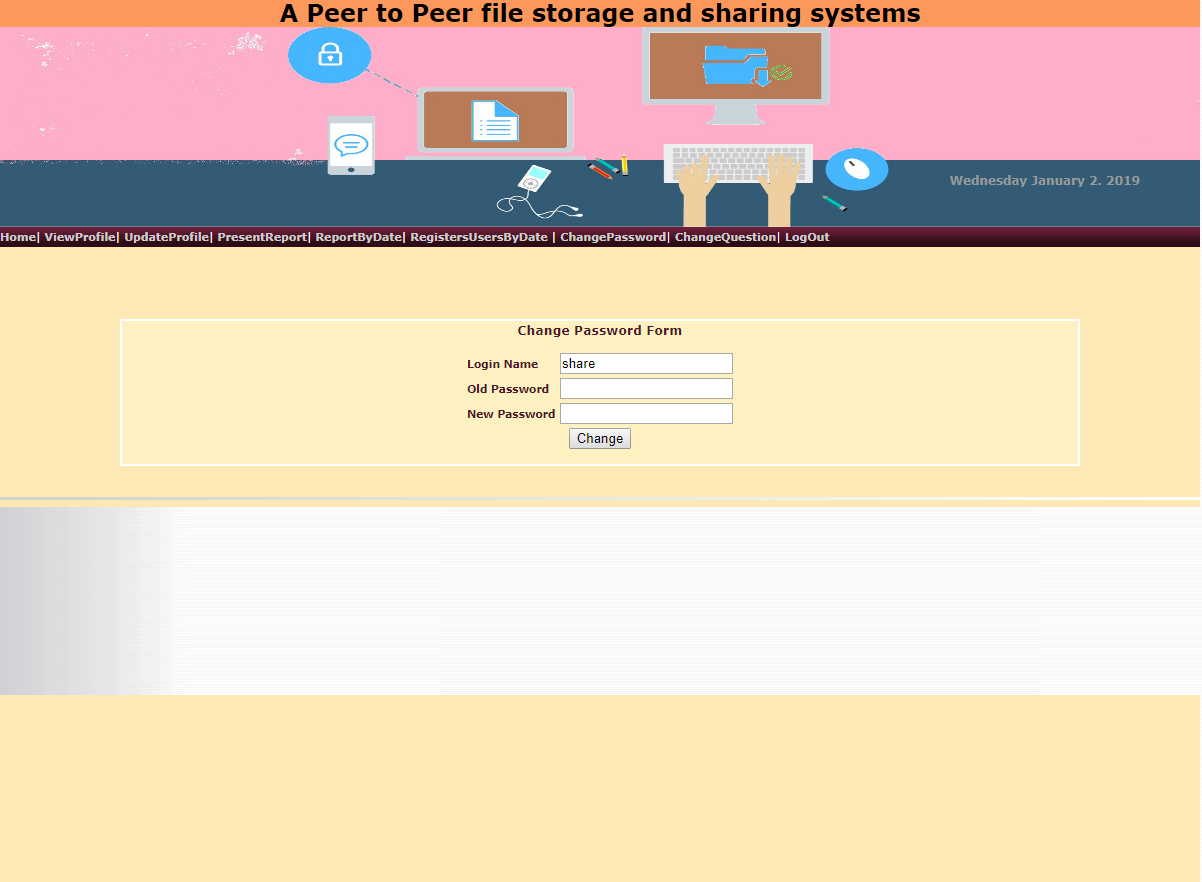 A Peer to Peer file storage and sharing systems
Wednesday January 2. 2019
Home| ViewProfile| UpdateProfile| PresentReport| ReportByDate| RegistersUsersByDate | ChangePassword| ChangeQuestion| LogOut
Change Password Form
Login Name share
Old Password
New Password
Change